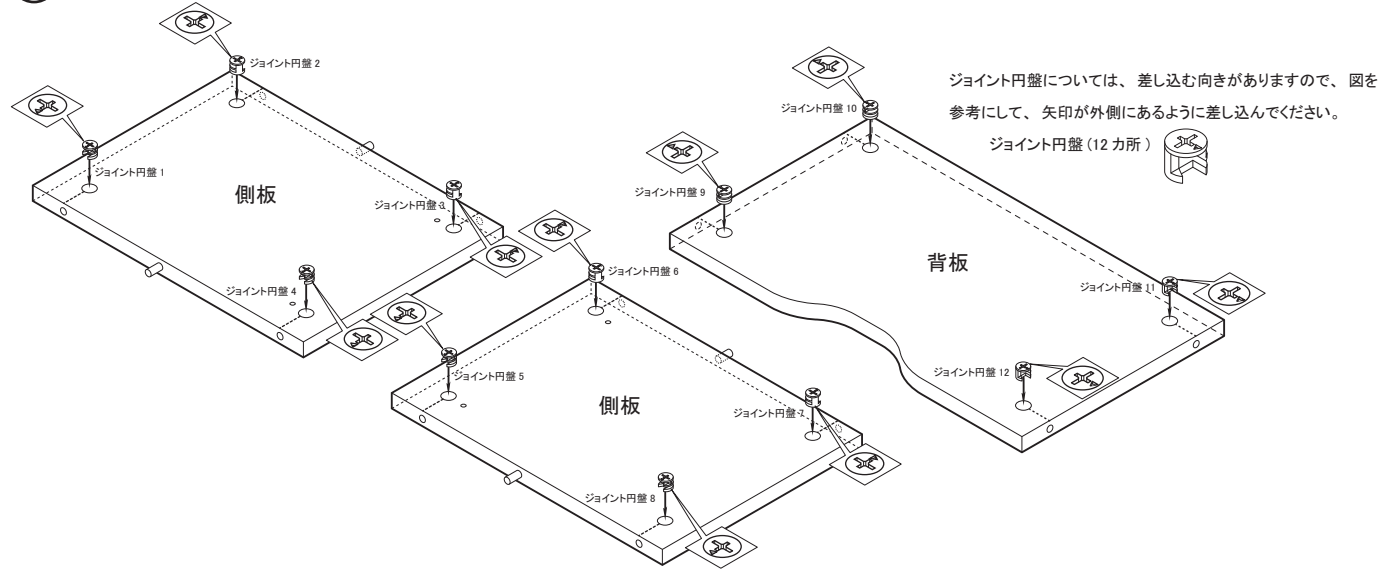 ジョイント円盤 2
ジョイント円盤 1
側板
ジョイント円盤 3
ジョイント円盤 4
ジョイント円盤 6
ジョイント円盤 5
側板
ジョイント円盤 7
ジョイント円盤 8
ジョイント円盤 10
ジョイント円盤 9
背板
ジョイント円盤 11
ジョイント円盤 12
ジョイント円盤については、差し込む向きがありますので、図を
参考にして、矢印が外側にあるように差し込んでください。
ジョイント円盤(12カ所)